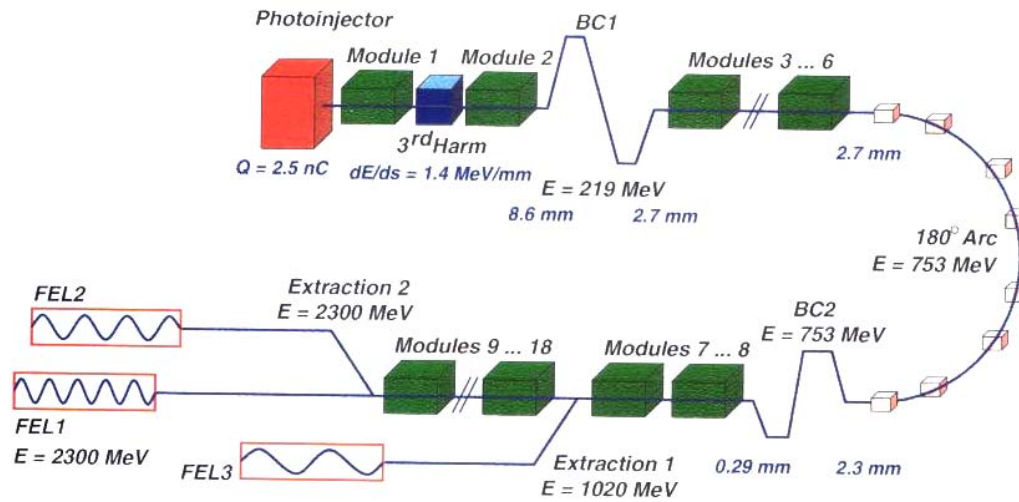 Photoinjector
BC1
Module 1
Module 2
Modules 3 ... 6
3rdHarm
Q = 2.5 nC
dE/ds = 1.4 MeV/mm
E = 219 MeV
2.7 mm
8.6 mm
2.7 mm
180° Arc
E = 753 MeV
Extraction 2
E = 2300 MeV
FEL2
BC2
E = 753 MeV
Modules 9 ... 18
Modules 7 ... 8
FEL1
E = 2300 MeV
FEL3
Extraction 1
E = 1020 MeV
0.29 mm
2.3 mm